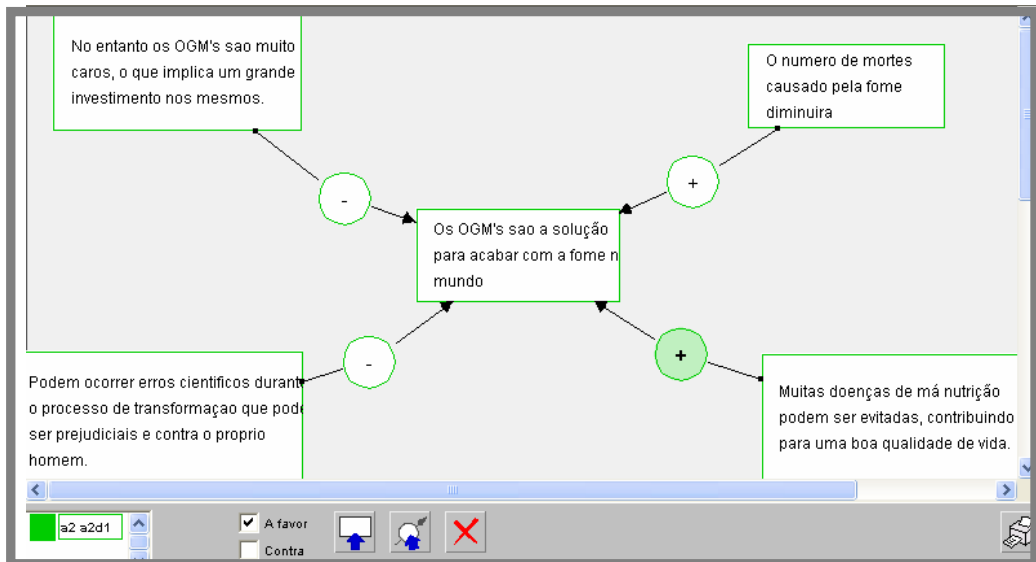 No entanto os OGM's sao muito
caros, o que implica um grande
investimento nos mesmos.
O numero de mortes
causado pela fome
diminuira
-
+
Os OGM's sao a solução
para acabar com a fome n
mundo
-
+
Podem ocorrer erros cientificos durant
o processo de transformaçao que pod
ser prejudiciais e contra o proprio
homem.
Muitas doenças de má nutrição
podem ser evitadas, contribuindo
para uma boa qualidade de vida.
a2 a2d1
A favor
Contra